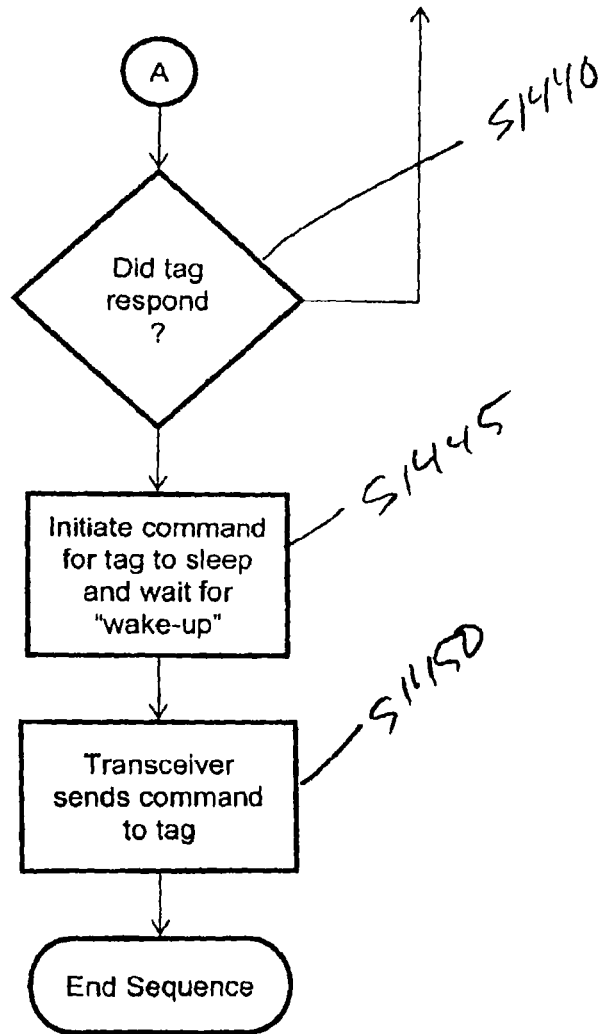 A
S1440
Did tag
respond
?
S1445
Initiate command
for tag to sleep
and wait for
"wake-up"
Transceiver
sends command
to tag
End Sequence